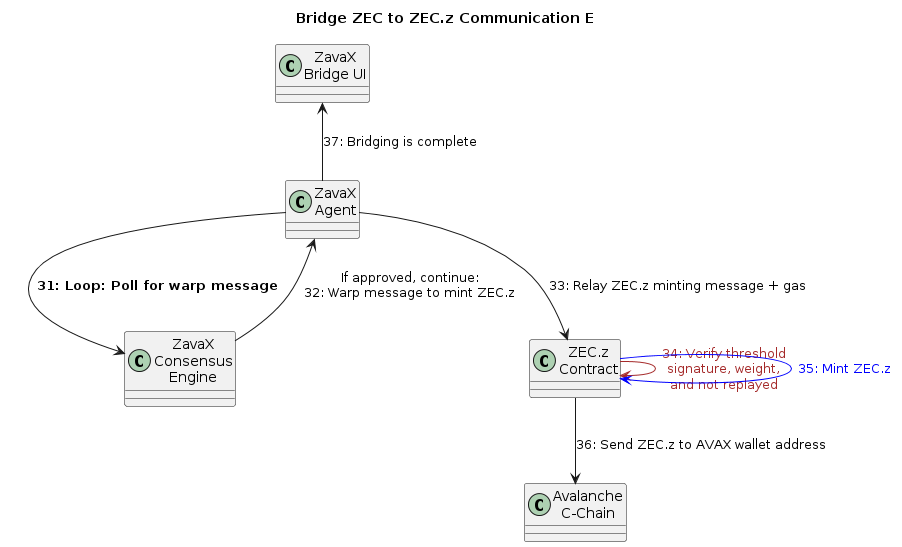 Bridge ZEC to ZEC.z Communication E
C
ZavaX
Bridge UI
37: Bridging is complete
C
ZavaX
Agent
31: Loop: Poll for warp message
If approved, continue:
32: Warp message to mint ZEC.z
33: Relay ZEC.z minting message + gas
C
ZavaX
Consensus
Engine
C
ZEC.z
Contract
34: Verify threshold
signature, weight,
and not replayed
35: Mint ZEC.z
36: Send ZEC.z to AVAX wallet address
C
Avalanche
C-Chain